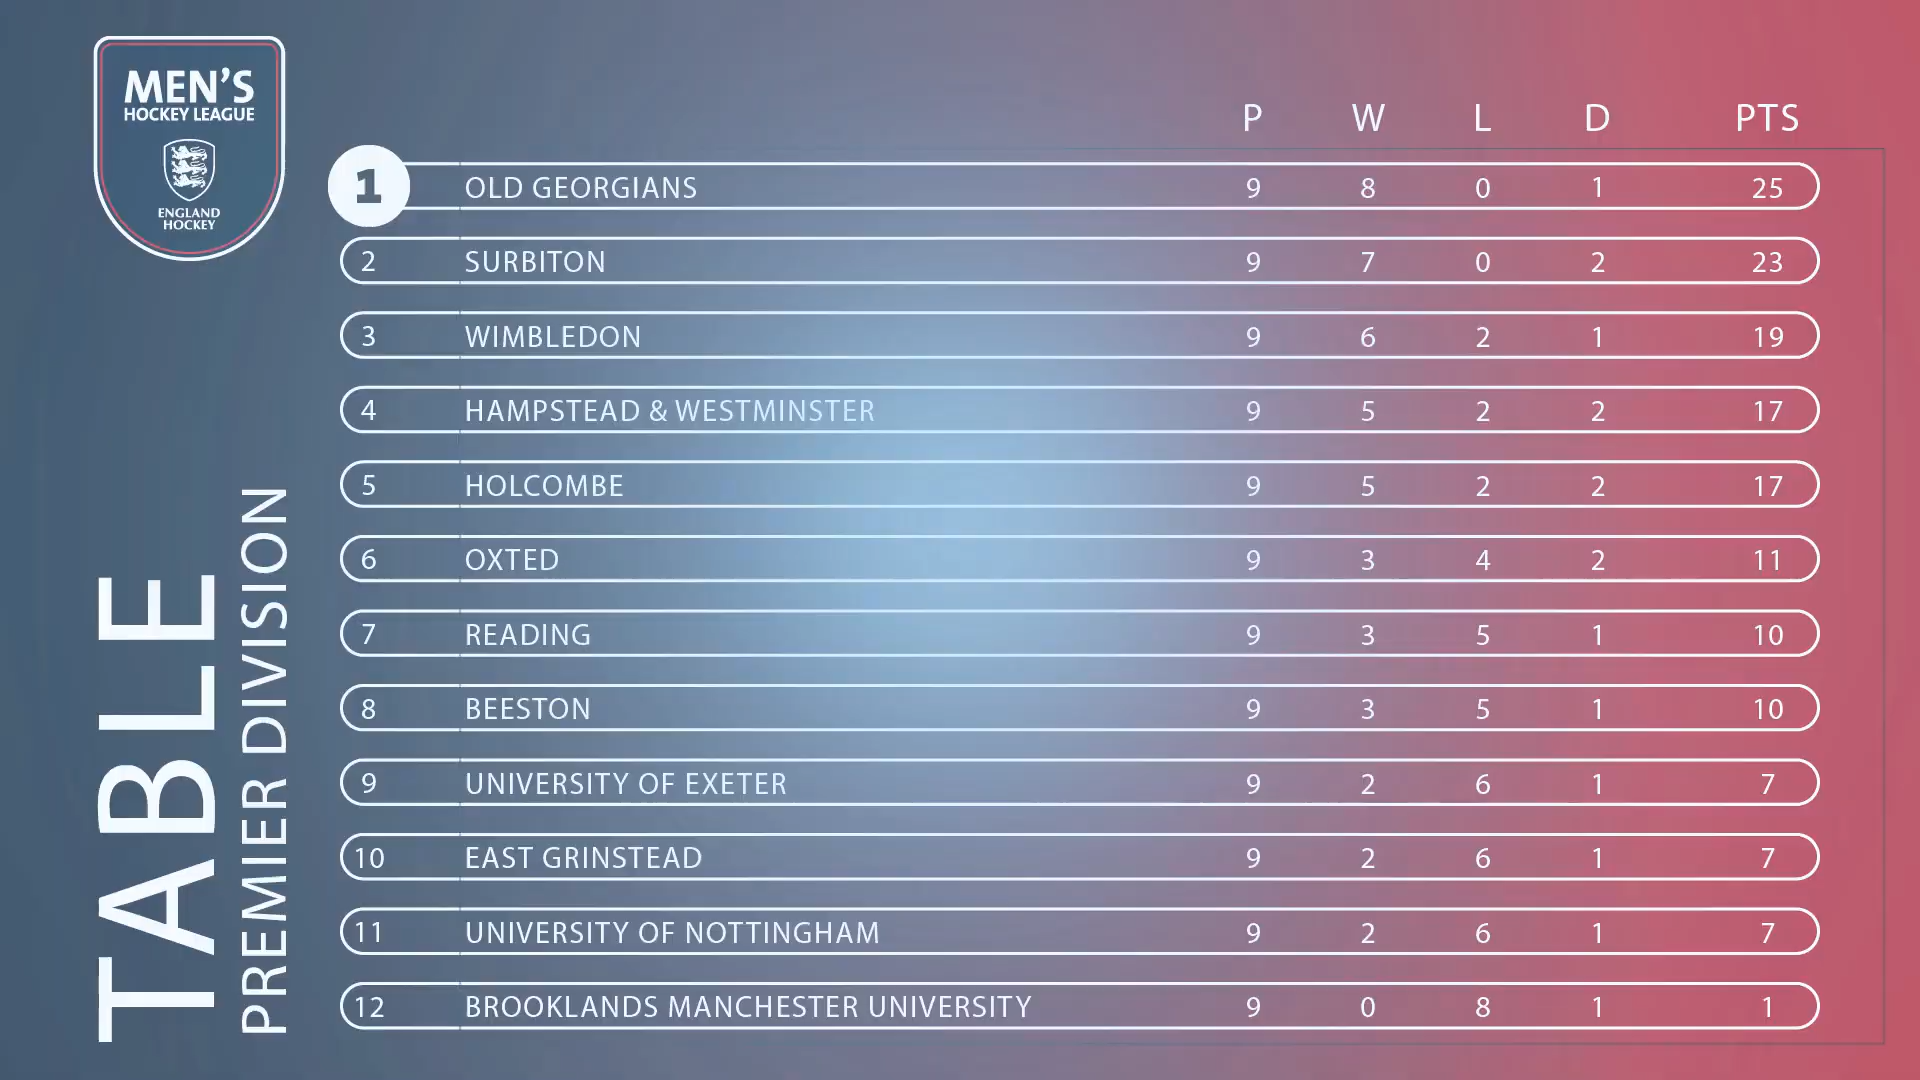 MEN'S
HOCKEY LEAGUE
ENGLAND
HOCKEY
TABLE
PREMIER DIVISION
P W L D PTS
1 OLD GEORGIANS 9 8 0 1 25
2 SURBITON 9 7 0 2 23
3 WIMBLEDON 9 6 2 1 19
4 HAMPSTEAD & WESTMINSTER 9 5 2 2 17
5 HOLCOMBE 9 5 2 2 17
6 OXTED 9 3 4 2 11
7 READING 9 3 5 1 10
8 BEESTON 9 3 5 1 10
9 UNIVERSITY OF EXETER 9 2 6 1 7
10 EAST GRINSTEAD 9 2 6 1 7
11 UNIVERSITY OF NOTTINGHAM 9 2 6 1 7
12 BROOKLANDS MANCHESTER UNIVERSITY 9 0 8 1 1